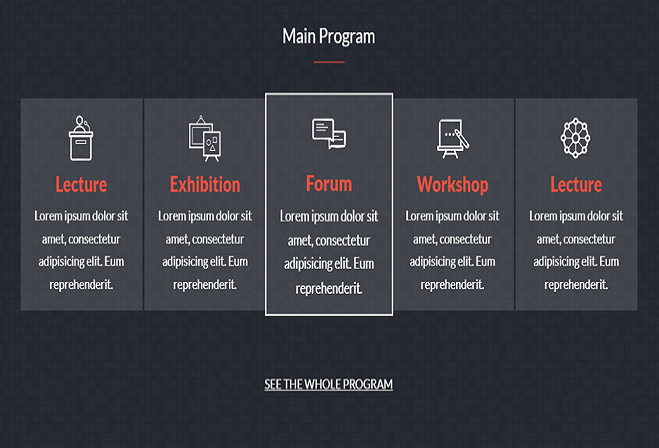 Main Program
Lecture
Lorem ipsum dolor sit
amet, consectetur
adipisicing elit. Eum
reprehenderit.
Exhibition
Lorem ipsum dolor sit
amet, consectetur
adipisicing elit. Eum
reprehenderit.
Forum
Lorem ipsum dolor sit
amet, consectetur
adipisicing elit. Eum
reprehenderit.
Workshop
Lorem ipsum dolor sit
amet, consectetur
adipisicing elit. Eum
reprehenderit.
Lecture
Lorem ipsum dolor sit
amet, consectetur
adipisicing elit. Eum
reprehenderit.
SEE THE WHOLE PROGRAM